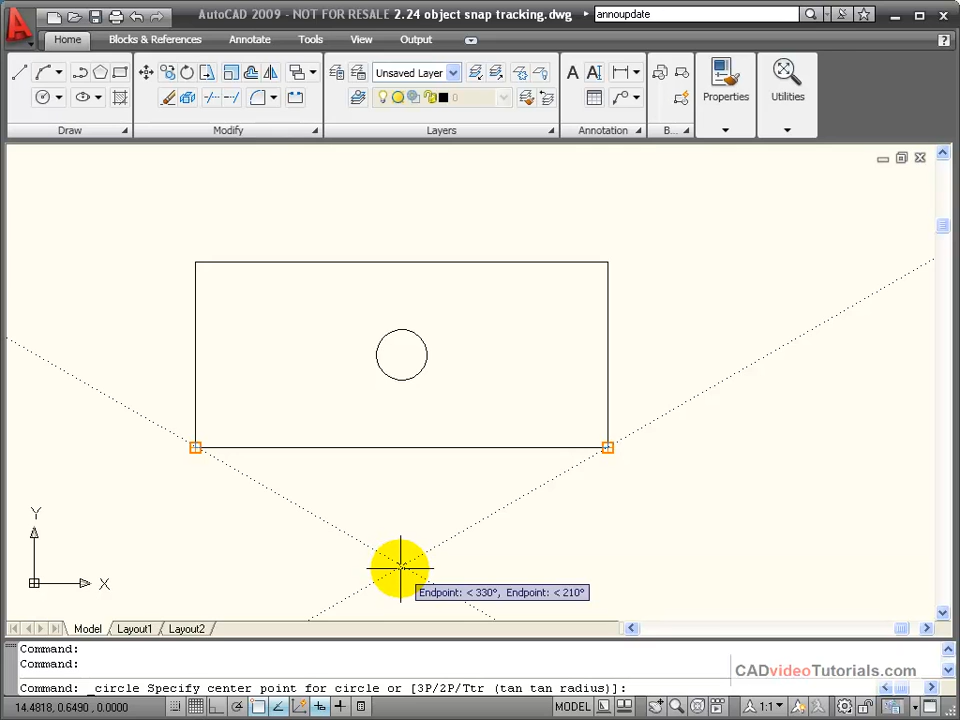 AutoCAD 2009 - NOT FOR RESALE 2.24 object snap tracking.dwg
annoupdate
Home
Blocks & References
Annotate
Tools
View
Output
Unsaved Layer
0
Properties
Utilities
Draw
Modify
Layers
Annotation
B...
Y
X
Endpoint: < 330°, Endpoint: < 210°
Model
Layout1
Layout2
Command:
Command:
Command: _circle Specify center point for circle or [3P/2P/Ttr (tan tan radius)]:
CADvideoTutorials.com
14.4818, 0.6490, 0.0000
MODEL
1:1